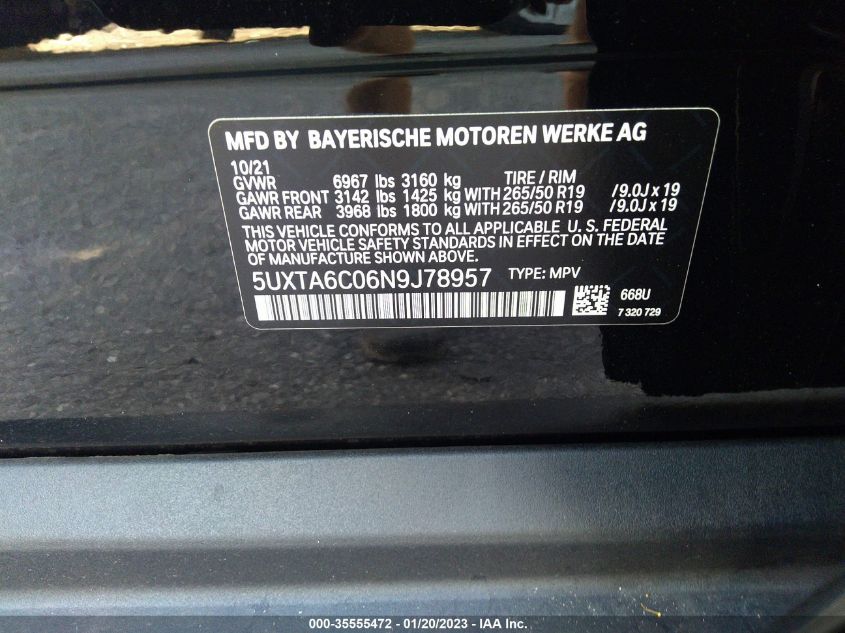 MFD BY BAYERISCHE MOTOREN WERKE AG
10/21
GVWR 6967 lbs 3160 kg TIRE / RIM
GAWR FRONT 3142 lbs 1425 kg WITH 265/50 R19 /9.0J x 19
GAWR REAR 3968 lbs 1800 kg WITH 265/50 R19 /9.0J x 19
THIS VEHICLE CONFORMS TO ALL APPLICABLE U. S. FEDERAL
MOTOR VEHICLE SAFETY STANDARDS IN EFFECT ON THE DATE
OF MANUFACTURE SHOWN ABOVE.
5UXTA6C06N9J78957 TYPE: MPV
668U
7 320 729
000-35555472 — 01/20/2023 — IAA Inc.